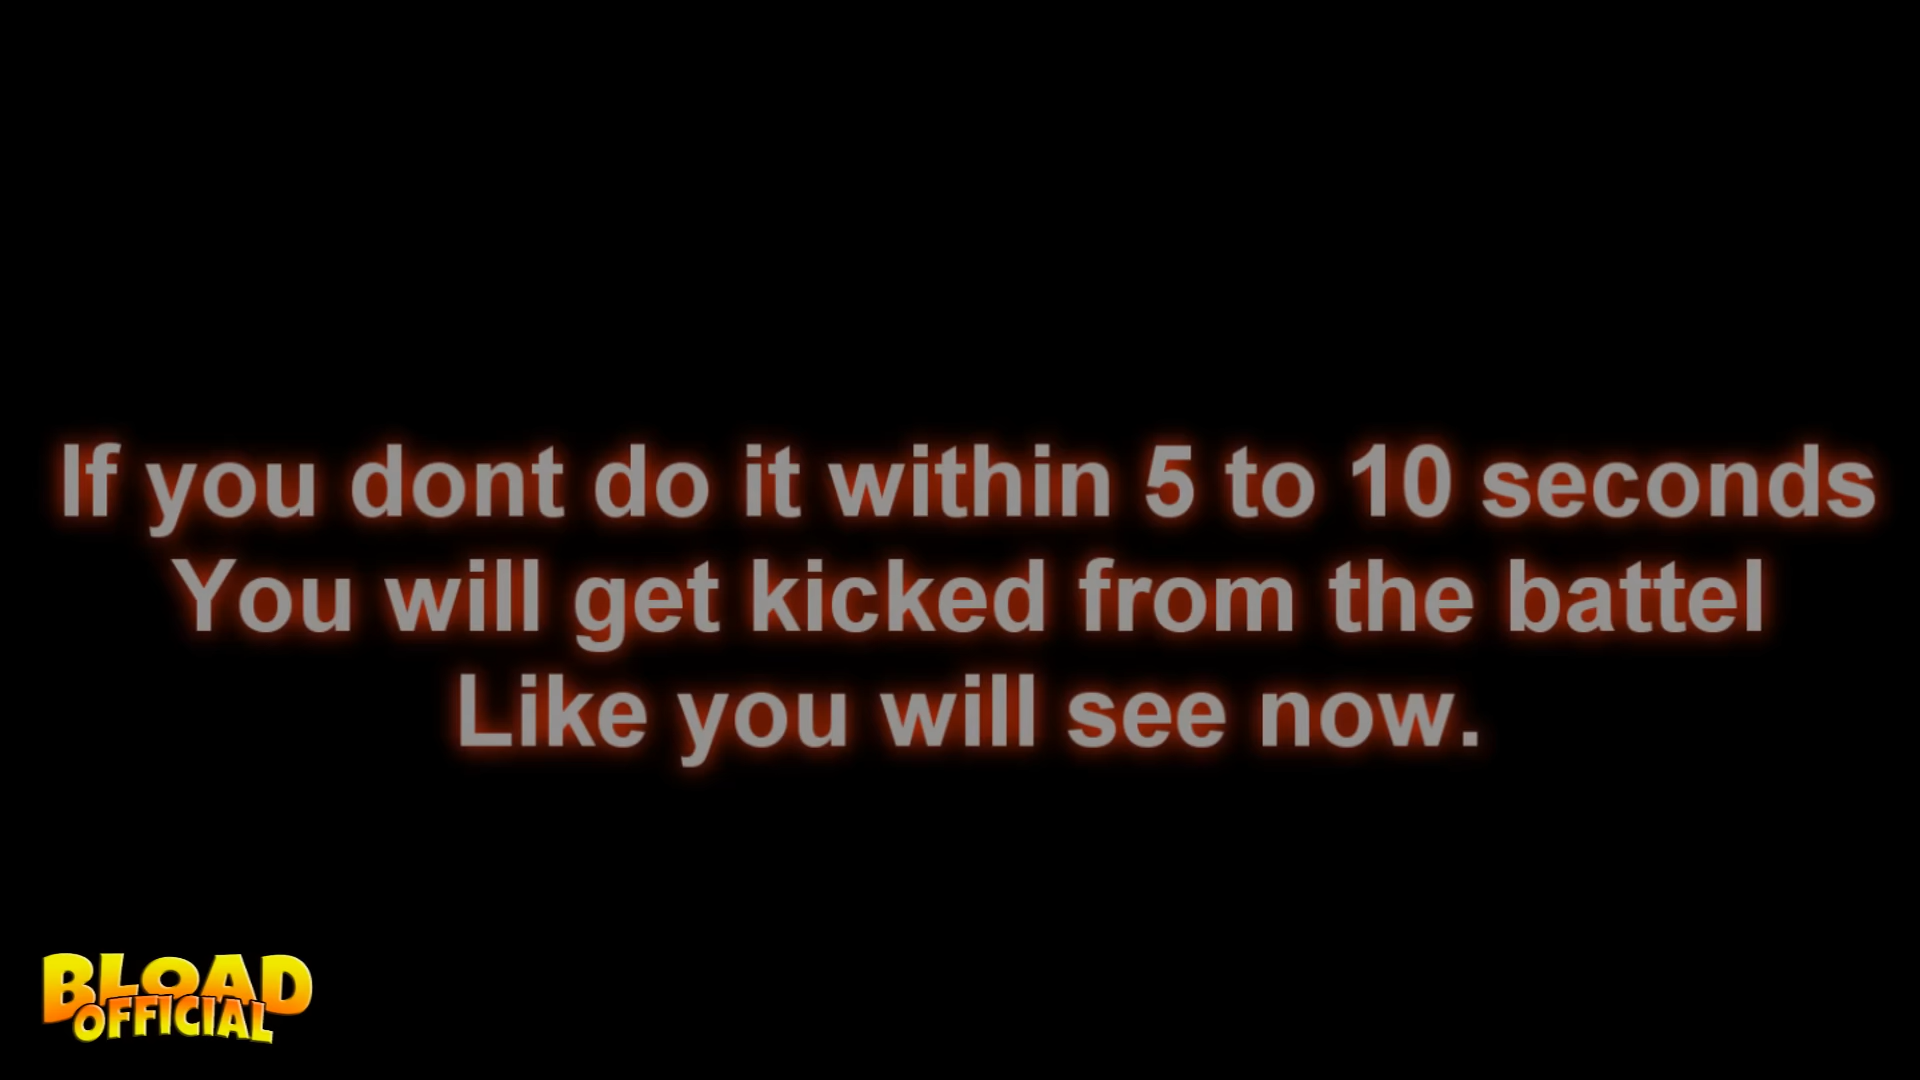 If you dont do it within 5 to 10 seconds
You will get kicked from the battel
Like you will see now.
BLOAD
OFFICIAL